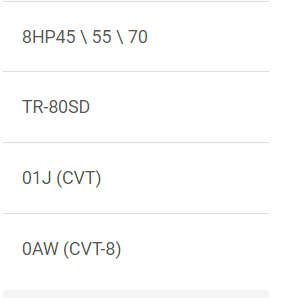 8HP45 \ 55 \ 70
TR-80SD
01J (CVT)
0AW (CVT-8)